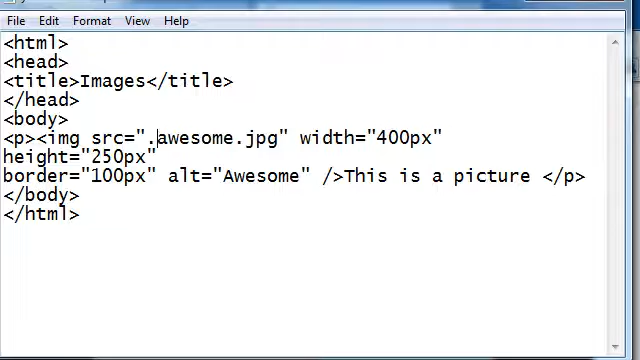 File Edit Format View Help
<html>
<head>
<title>Images</title>
</head>
<body>
<p><img src=".awesome.jpg" width="400px"
height="250px"
border="100px" alt="Awesome" />This is a picture </p>
</body>
</html>